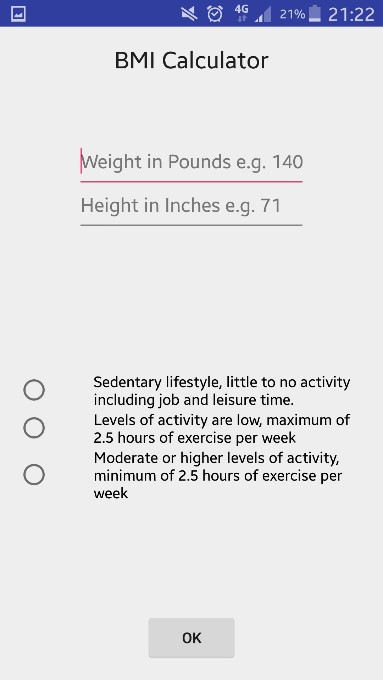 4G 21% 21:22
BMI Calculator
Weight in Pounds e.g. 140
Height in Inches e.g. 71
Sedentary lifestyle, little to no activity
including job and leisure time.
Levels of activity are low, maximum of
2.5 hours of exercise per week
Moderate or higher levels of activity,
minimum of 2.5 hours of exercise per
week
OK